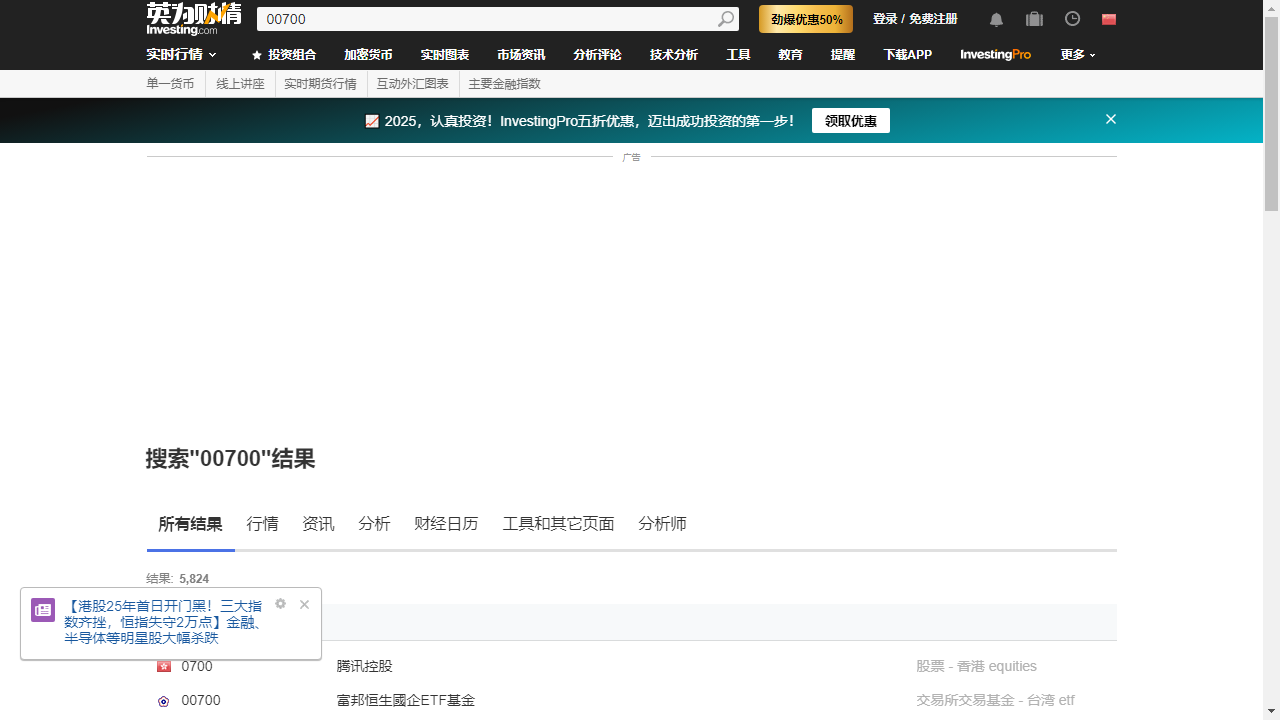 英为财情
Investing.com
00700
劲爆优惠50%
登录 / 免费注册
实时行情
投资组合
加密货币
实时图表
市场资讯
分析评论
技术分析
工具
教育
提醒
下载APP
InvestingPro
更多
单一货币
线上讲座
实时期货行情
互动外汇图表
主要金融指数
2025，认真投资！InvestingPro五折优惠，迈出成功投资的第一步！
领取优惠
广告
搜索"00700"结果
所有结果
行情
资讯
分析
财经日历
工具和其它页面
分析师
结果: 5,824
【港股25年首日开门黑！三大指
数齐挫，恒指失守2万点】金融、
半导体等明星股大幅杀跌
0700 腾讯控股 股票 - 香港 equities
00700 富邦恒生國企ETF基金 交易所交易基金 - 台湾 etf